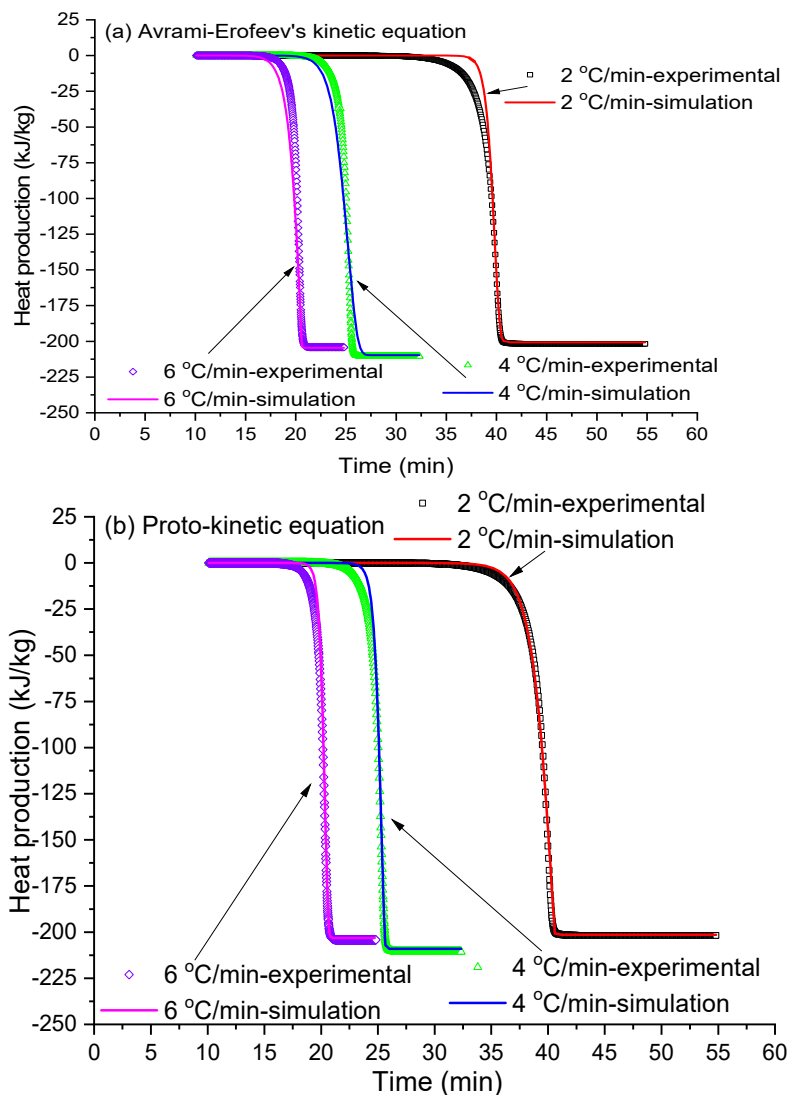 (a) Avrami-Erofeev's kinetic equation
2 °C/min-experimental
2 °C/min-simulation
6 °C/min-experimental
6 °C/min-simulation
4 °C/min-experimental
4 °C/min-simulation
Heat production (kJ/kg)
25
0
-25
-50
-75
-100
-125
-150
-175
-200
-225
-250
0 5 10 15 20 25 30 35 40 45 50 55 60 65
Time (min)
2 °C/min-experimental
2 °C/min-simulation
(b) Proto-kinetic equation
6 °C/min-experimental
6 °C/min-simulation
4 °C/min-experimental
4 °C/min-simulation
Heat production (kJ/kg)
25
0
-25
-50
-75
-100
-125
-150
-175
-200
-225
-250
0 5 10 15 20 25 30 35 40 45 50 55 60
Time (min)